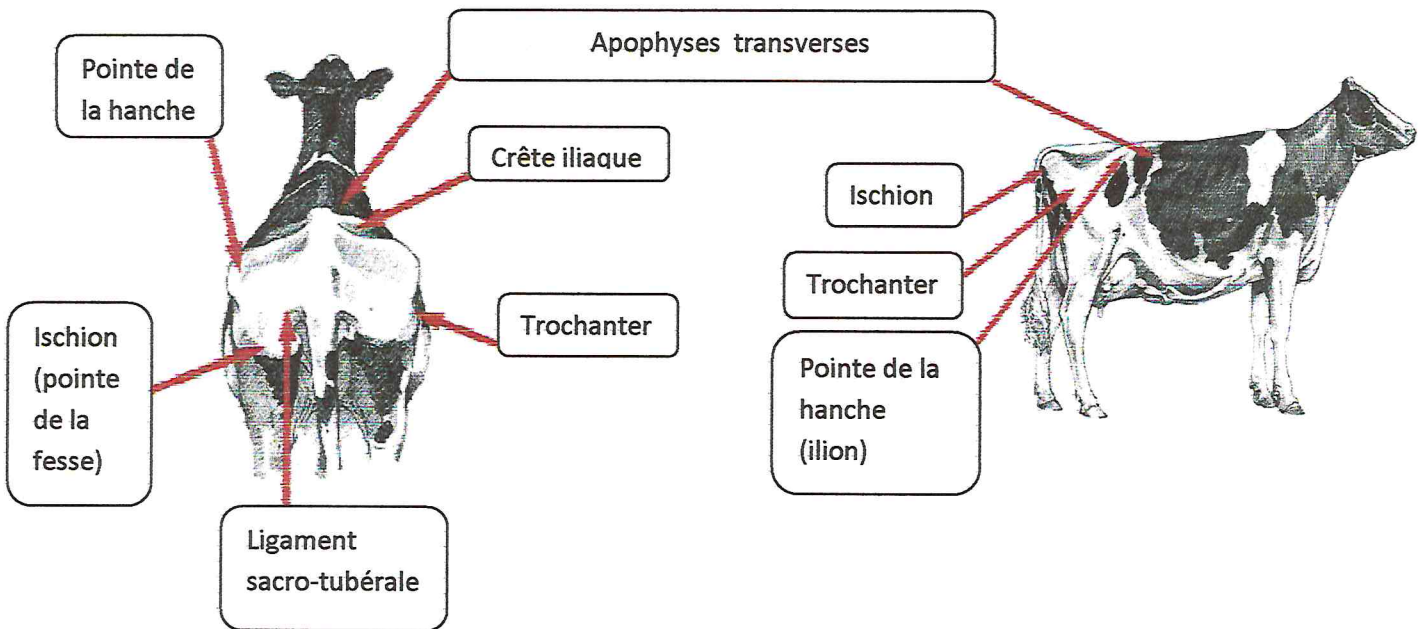 Apophyses transverses
Pointe de
la hanche
Crête iliaque
Ischion
Trochanter
Trochanter
Ischion
(pointe
de la
fesse)
Pointe de la
hanche
(ilion)
Ligament
sacro-tubérale